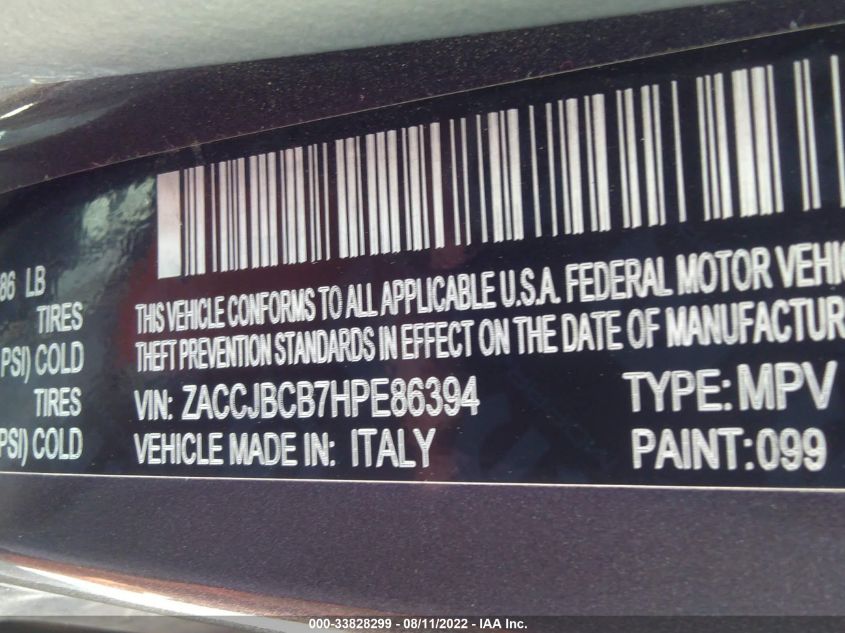 86 LB
TIRES
PSI) COLD
TIRES
PSI) COLD
THIS VEHICLE CONFORMS TO ALL APPLICABLE U.S.A. FEDERAL MOTOR VEHIC
THEFT PREVENTION STANDARDS IN EFFECT ON THE DATE OF MANUFACTUR
VIN: ZACCJBCB7HPE86394 TYPE: MPV
VEHICLE MADE IN: ITALY PAINT:099
000-33828299 - 08/11/2022 - IAA Inc.